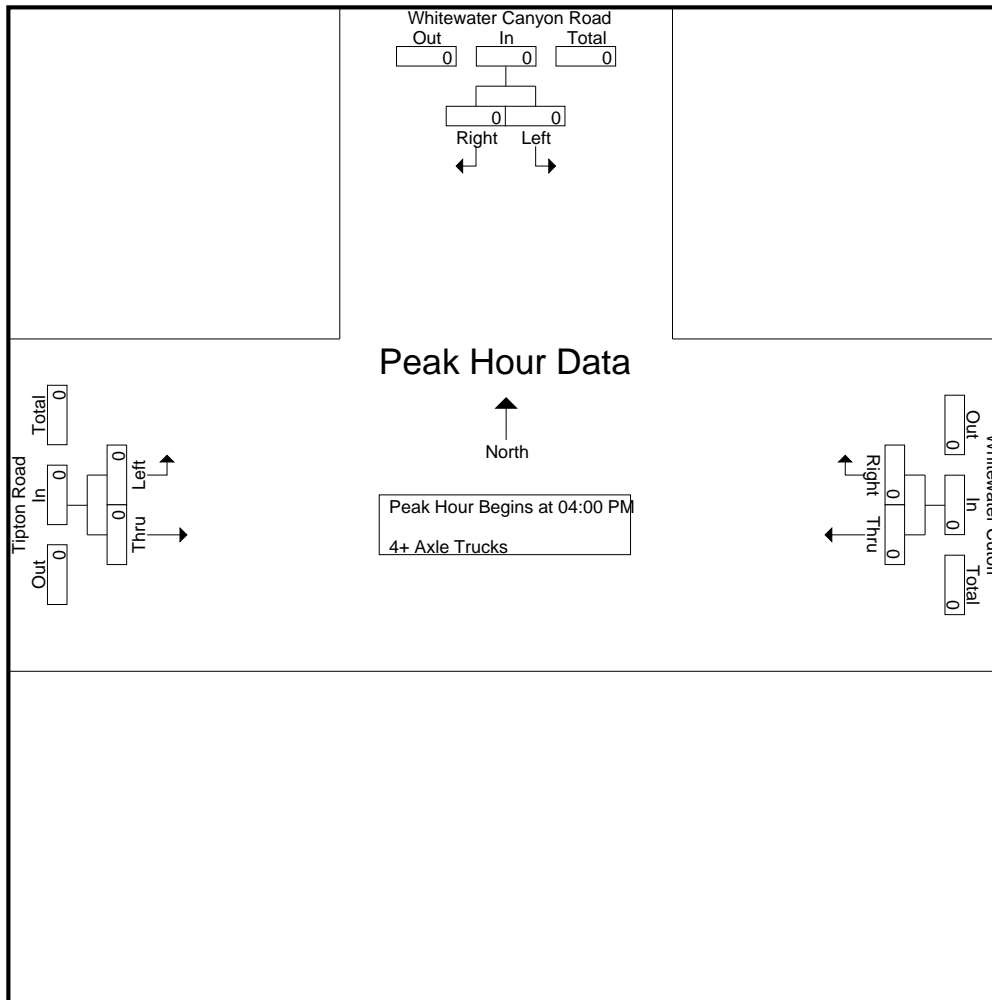 Whitewater Canyon Road
Out In Total
0 0 0
0 0
Right Left
Peak Hour Data
North
Peak Hour Begins at 04:00 PM
4+ Axle Trucks
Tipton Road
Total In Out
0 0 0
0 0
Left Thru
Whitewater
Out In Total
0 0 0
0 0
Right Thru